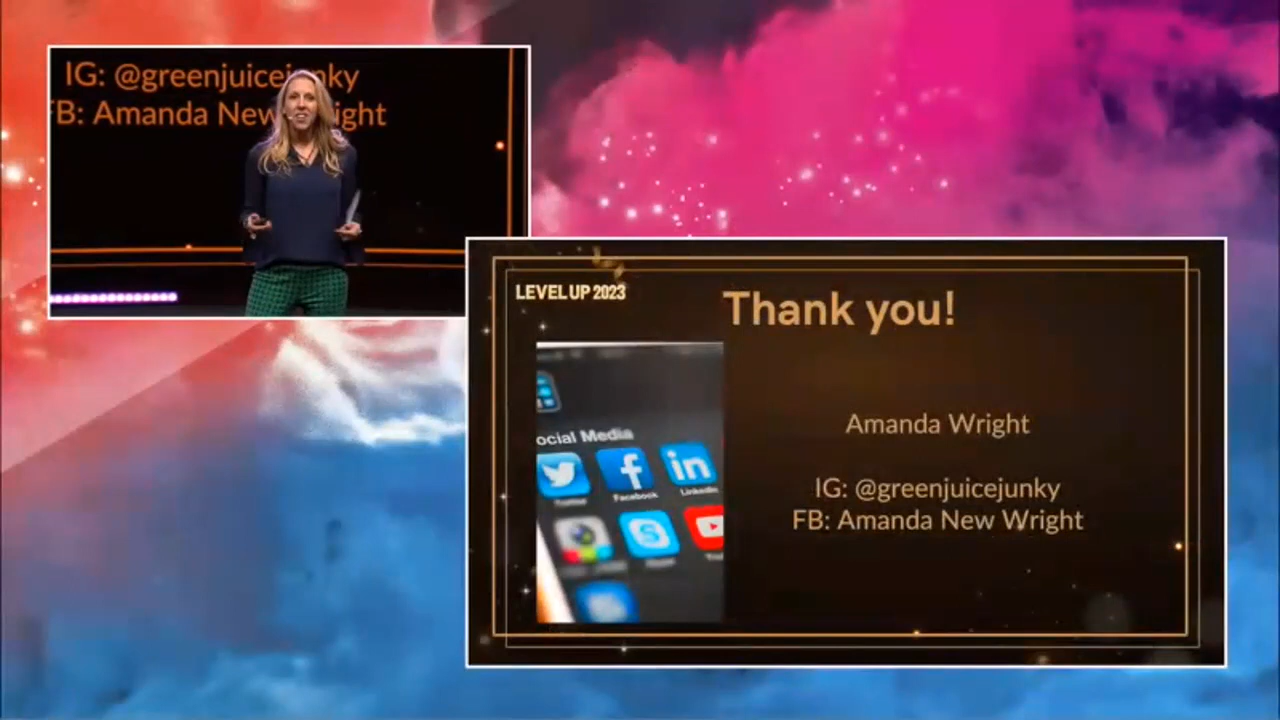 IG: @greenjuicejunky
FB: Amanda New Wright
LEVEL UP 2023
Thank you!
ocial Media
Twitter
Facebook
LinkedIn
Amanda Wright
IG: @greenjuicejunky
FB: Amanda New Wright